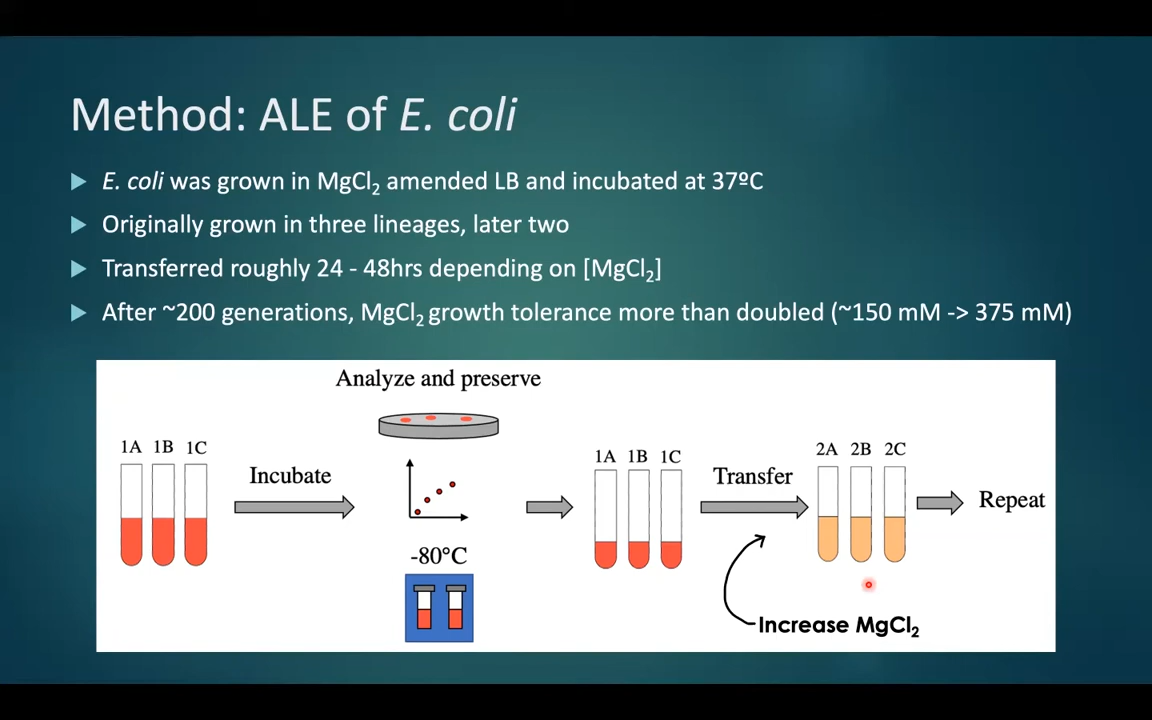 Method: ALE of E. coli
E. coli was grown in MgCl₂ amended LB and incubated at 37ºC
Originally grown in three lineages, later two
Transferred roughly 24 - 48hrs depending on [MgCl₂]
After ~200 generations, MgCl₂ growth tolerance more than doubled (~150 mM -> 375 mM)
Analyze and preserve
1A 1B 1C
Incubate
-80°C
1A 1B 1C
Transfer
2A 2B 2C
Repeat
Increase MgCl₂